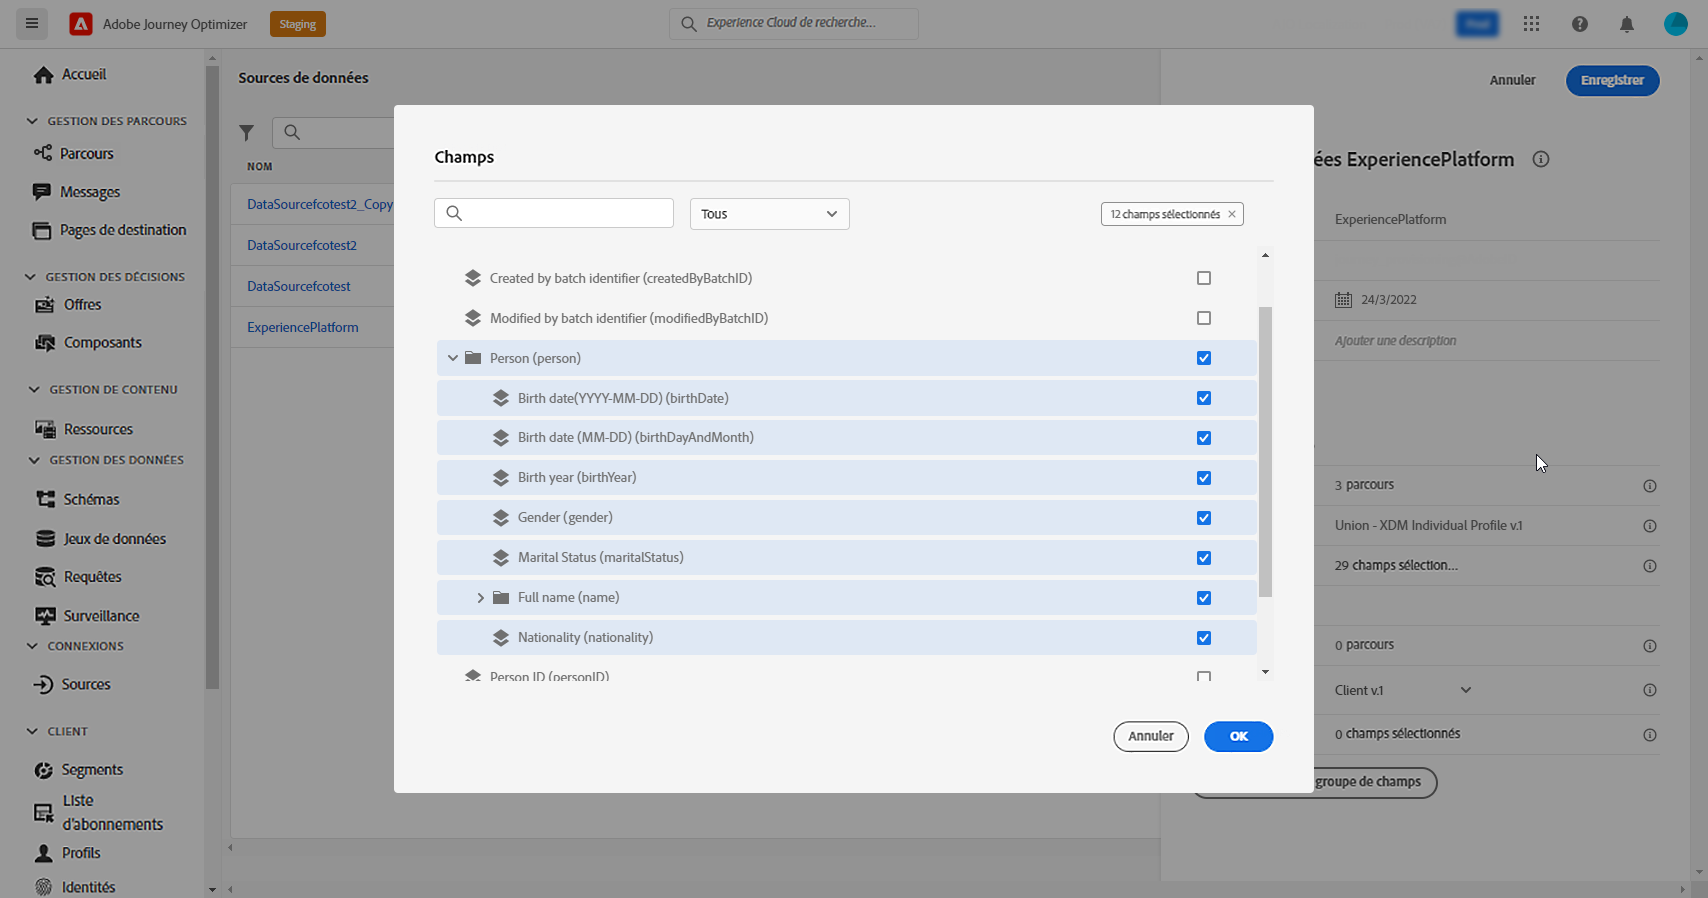 Adobe Journey Optimizer
Staging
Experience Cloud de recherche...
Accueil
GESTION DES PARCOURS
Parcours
Messages
Pages de destination
GESTION DES DÉCISIONS
Offres
Composants
GESTION DE CONTENU
Ressources
GESTION DES DONNÉES
Schémas
Jeux de données
Requêtes
Surveillance
CONNEXIONS
Sources
CLIENT
Segments
Liste
d'abonnements
Profils
Identités
Sources de données
NOM
DataSourcefcotest2_Copy
DataSourcefcotest2
DataSourcefcotest
ExperiencePlatform
Champs
Tous
12 champs sélectionnés
Created by batch identifier (createdByBatchID)
Modified by batch identifier (modifiedByBatchID)
Person (person)
Birth date(YYYY-MM-DD) (birthDate)
Birth date (MM-DD) (birthDayAndMonth)
Birth year (birthYear)
Gender (gender)
Marital Status (maritalStatus)
Full name (name)
Nationality (nationality)
Person ID (personID)
Annuler
OK
Annuler
Enregistrer
ées ExperiencePlatform
ExperiencePlatform
24/3/2022
Ajouter une description
3 parcours
Union - XDM Individual Profile v.1
29 champs sélection...
0 parcours
Client v.1
0 champs sélectionnés
groupe de champs